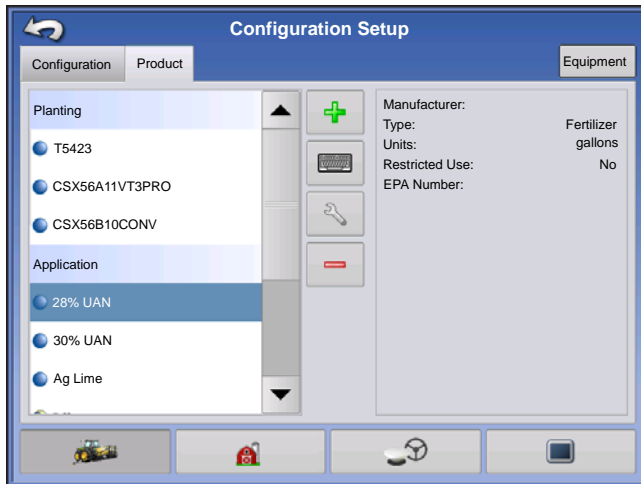 Configuration Setup
Configuration
Product
Equipment
Planting
T5423
CSX56A11VT3PRO
CSX56B10CONV
Application
28% UAN
30% UAN
Ag Lime
Manufacturer:
Type: Fertilizer
Units: gallons
Restricted Use: No
EPA Number: